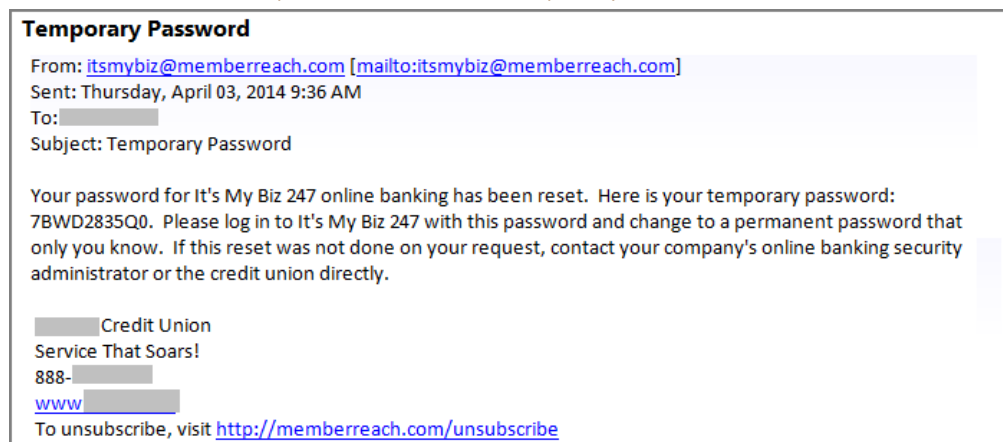 Temporary Password
From: itsmybiz@memberreach.com [mailto:itsmybiz@memberreach.com]
Sent: Thursday, April 03, 2014 9:36 AM
To:
Subject: Temporary Password
Your password for It's My Biz 247 online banking has been reset.  Here is your temporary password:
7BWD2835Q0.  Please log in to It's My Biz 247 with this password and change to a permanent password that
only you know.  If this reset was not done on your request, contact your company's online banking security
administrator or the credit union directly.
Credit Union
Service That Soars!
888-
www
To unsubscribe, visit http://memberreach.com/unsubscribe